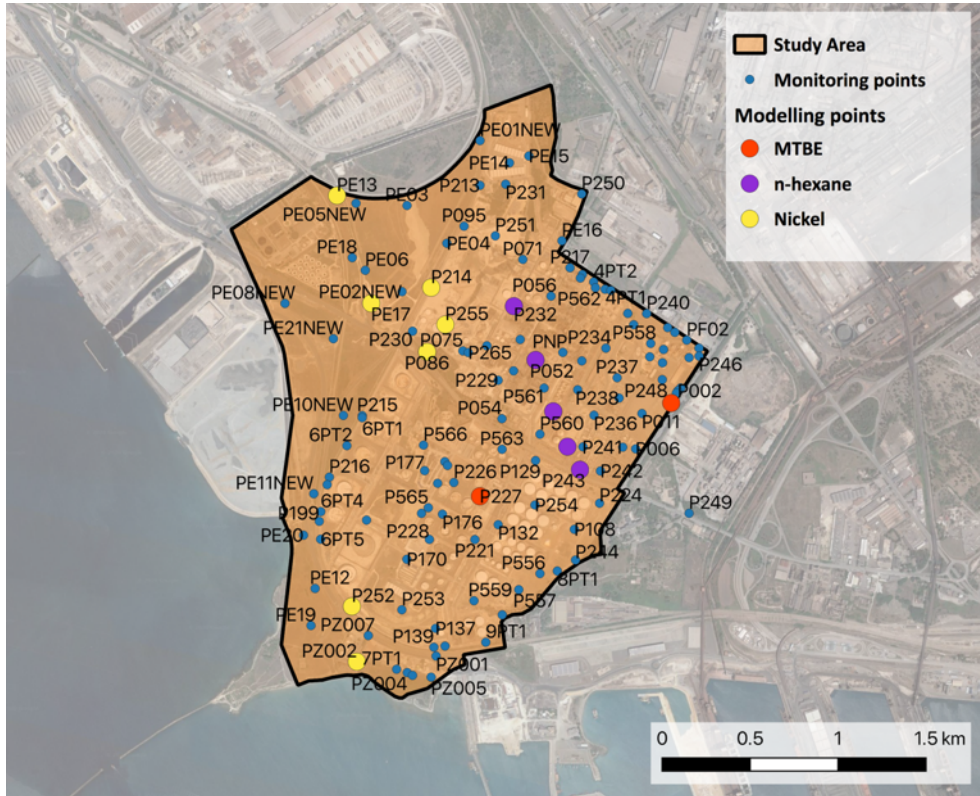 Study Area
Monitoring points
Modelling points
MTBE
n-hexane
Nickel
PE01NEW
PE14
PE15
PE13
PE03
P213
P231
P250
PE05NEW
P095
P251
PE16
PE04
P071
PE18
PE06
P217
4PT2
P214
P056
P562
4PT1
P240
PE08NEW
PE02NEW
PE17
P255
P232
PE21NEW
P230
P075
PNP
P234
P558
PF02
P086
P265
P246
P229
P052
P237
P561
P238
P248
P002
PE10NEW
P215
P054
P236
P011
6PT2
6PT1
P566
P563
P560
P241
P006
P216
P177
P226
P129
P243
P242
PE11NEW
6PT4
P565
P227
P254
P224
P249
P199
P176
P132
P108
PE20
6PT5
P228
P221
P244
P170
P556
8PT1
PE12
P252
P253
P559
P557
PE19
PZ007
P139
P137
9PT1
PZ002
7PT1
PZ001
PZ004
PZ005
0 0.5 1 1.5 km